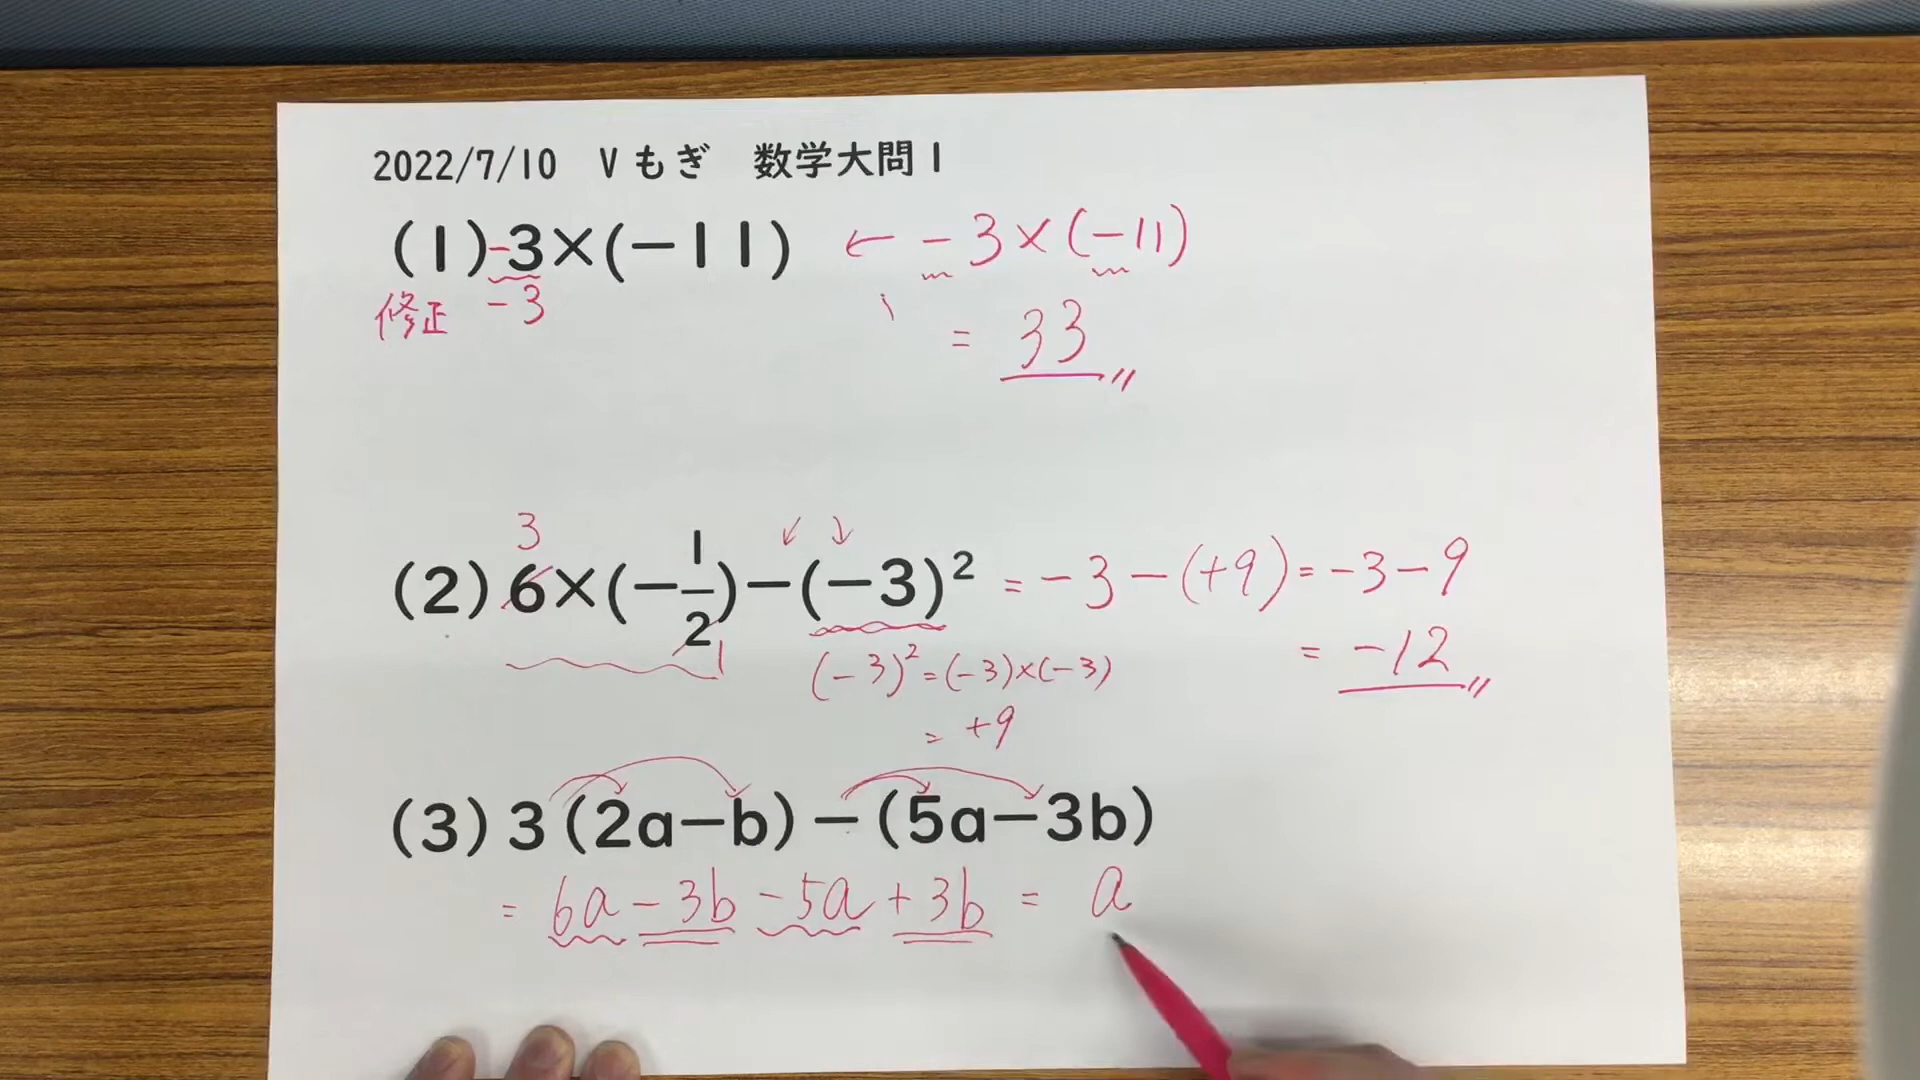 2022/7/10 Vもぎ 数学大問1
(1)-3×(-11) ← -3×(-11)
修正 -3
= 33
3
(2)6×(-1/2)-(-3)² = -3-(+9)=-3-9
1
(-3)²=(-3)×(-3)
= -12
= +9
(3)3(2a-b)-(5a-3b)
= 6a-3b-5a+3b = a